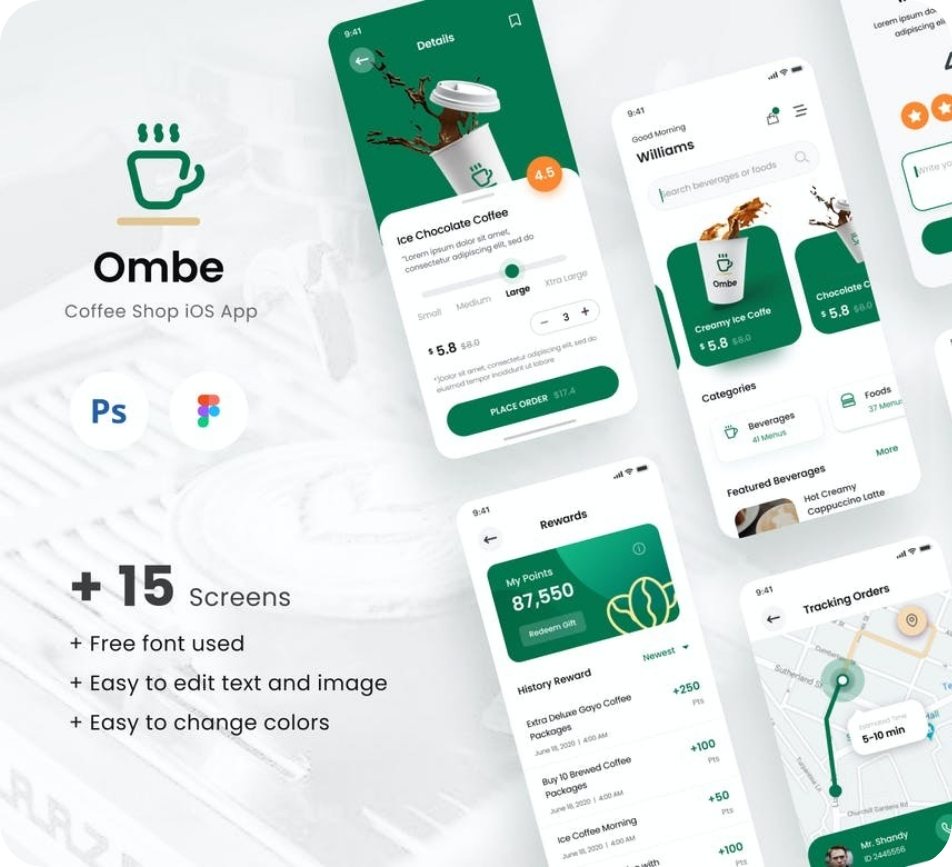 Ombe
Coffee Shop iOS App
Ps
+ 15 Screens
+ Free font used
+ Easy to edit text and image
+ Easy to change colors
9:41
Details
4.5
Ice Chocolate Coffee
"Lorem ipsum dolor sit amet,
consectetur adipiscing elit, sed do
Small Medium Large Xtra Large
$ 5.8 $8.0
3
*)Dolor sit amet, consectetur adipiscing elit, sed do
eiusmod tempor incididunt ut labore
PLACE ORDER $17.4
9:41
Good Morning
Williams
Search beverages or foods
Ombe
Creamy Ice Coffe
$ 5.8 $8.0
Chocolate C
$ 5.8 $8.0
Categories
Beverages
41 Menus
Foods
37 Menus
Featured Beverages
More
Hot Creamy
Cappuccino Latte
Lorem ipsum do
adipiscing eli
Write yo
9:41
Rewards
My Points
87,550
Redeem Gift
History Reward
Newest
Extra Deluxe Gayo Coffee
Packages
+250
Pts
June 18, 2020 | 4:00 AM
Buy 10 Brewed Coffee
Packages
+100
Pts
June 18, 2020 | 4:00 AM
Ice Coffee Morning
+50
Pts
June 18, 2020 | 4:00 AM
with
+100
9:41
Tracking Orders
Sutherland St
Estimated Time
5-10 min
Churchill Gardens Rd
Mr. Shandy
ID 2445556